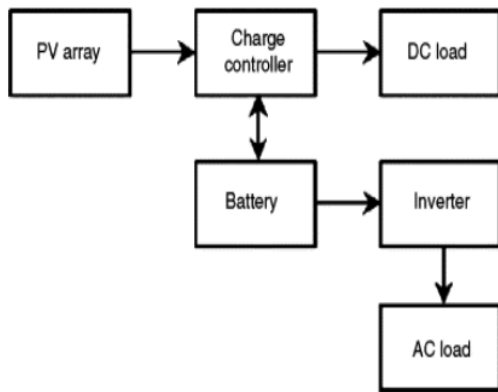 PV array
Charge
controller
DC load
Battery
Inverter
AC load